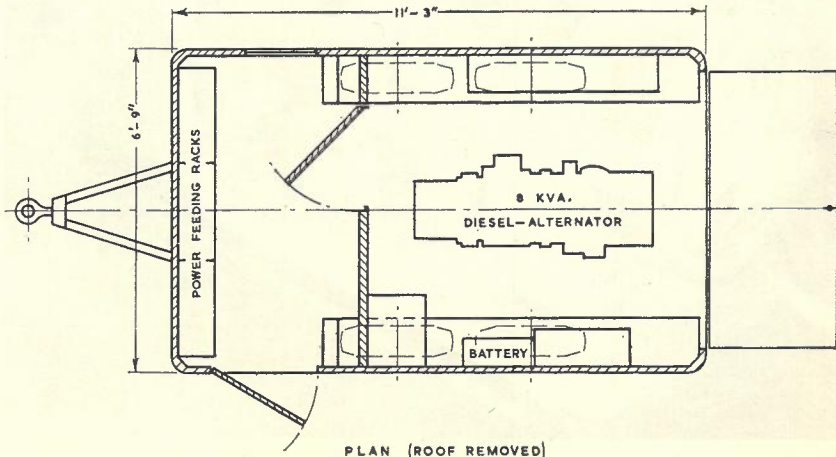 11'- 3"
6'- 9"
POWER FEEDING RACKS
8 KVA.
DIESEL—ALTERNATOR
BATTERY
PLAN (ROOF REMOVED)